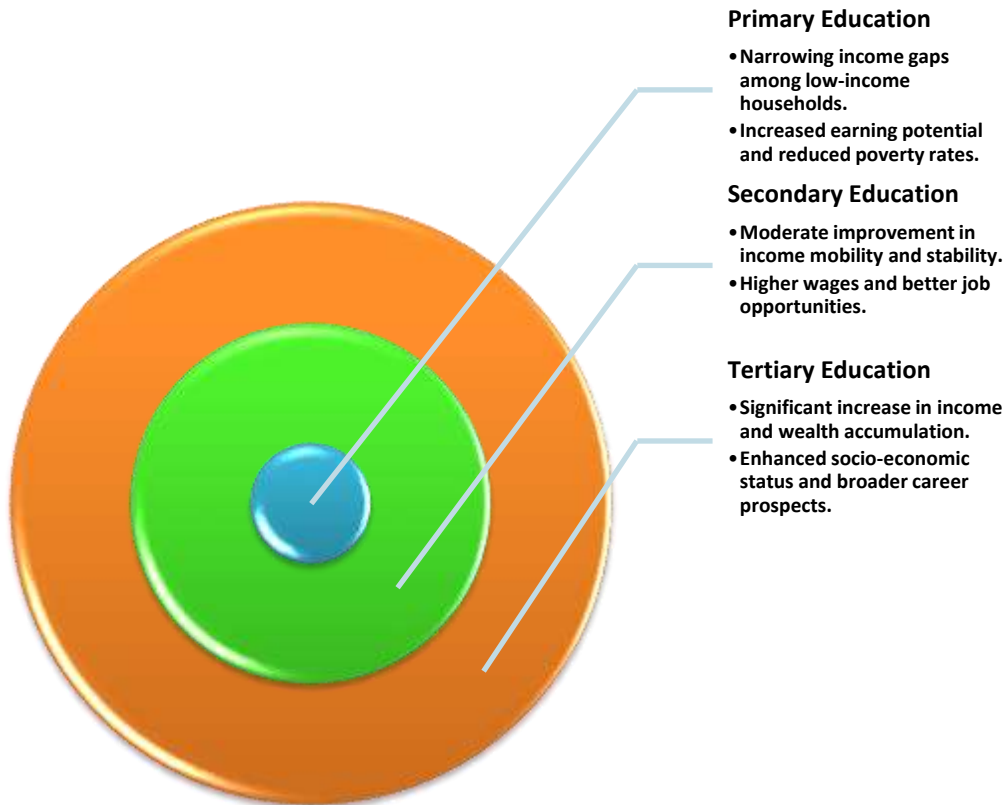 Primary Education
•Narrowing income gaps
among low-income
households.
•Increased earning potential
and reduced poverty rates.
Secondary Education
•Moderate improvement in
income mobility and stability.
•Higher wages and better job
opportunities.
Tertiary Education
•Significant increase in income
and wealth accumulation.
•Enhanced socio-economic
status and broader career
prospects.